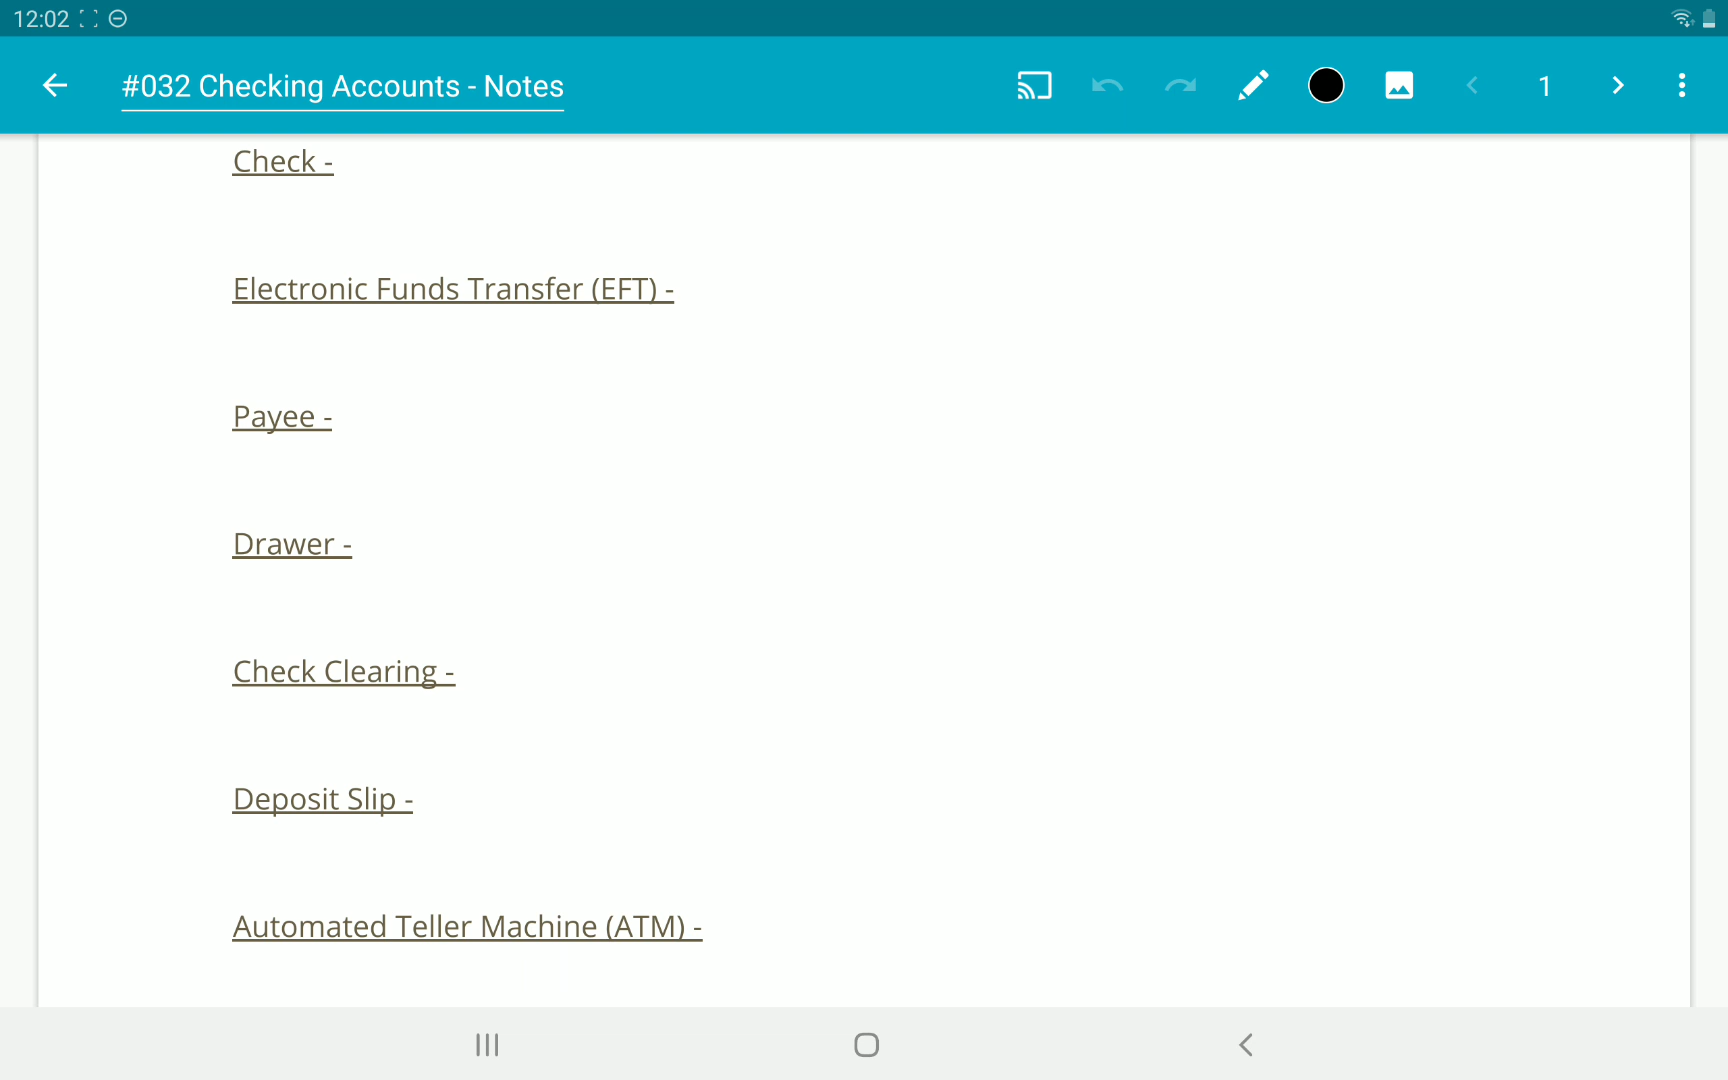 12:02
#032 Checking Accounts - Notes
1
Check -
Electronic Funds Transfer (EFT) -
Payee -
Drawer -
Check Clearing -
Deposit Slip -
Automated Teller Machine (ATM) -